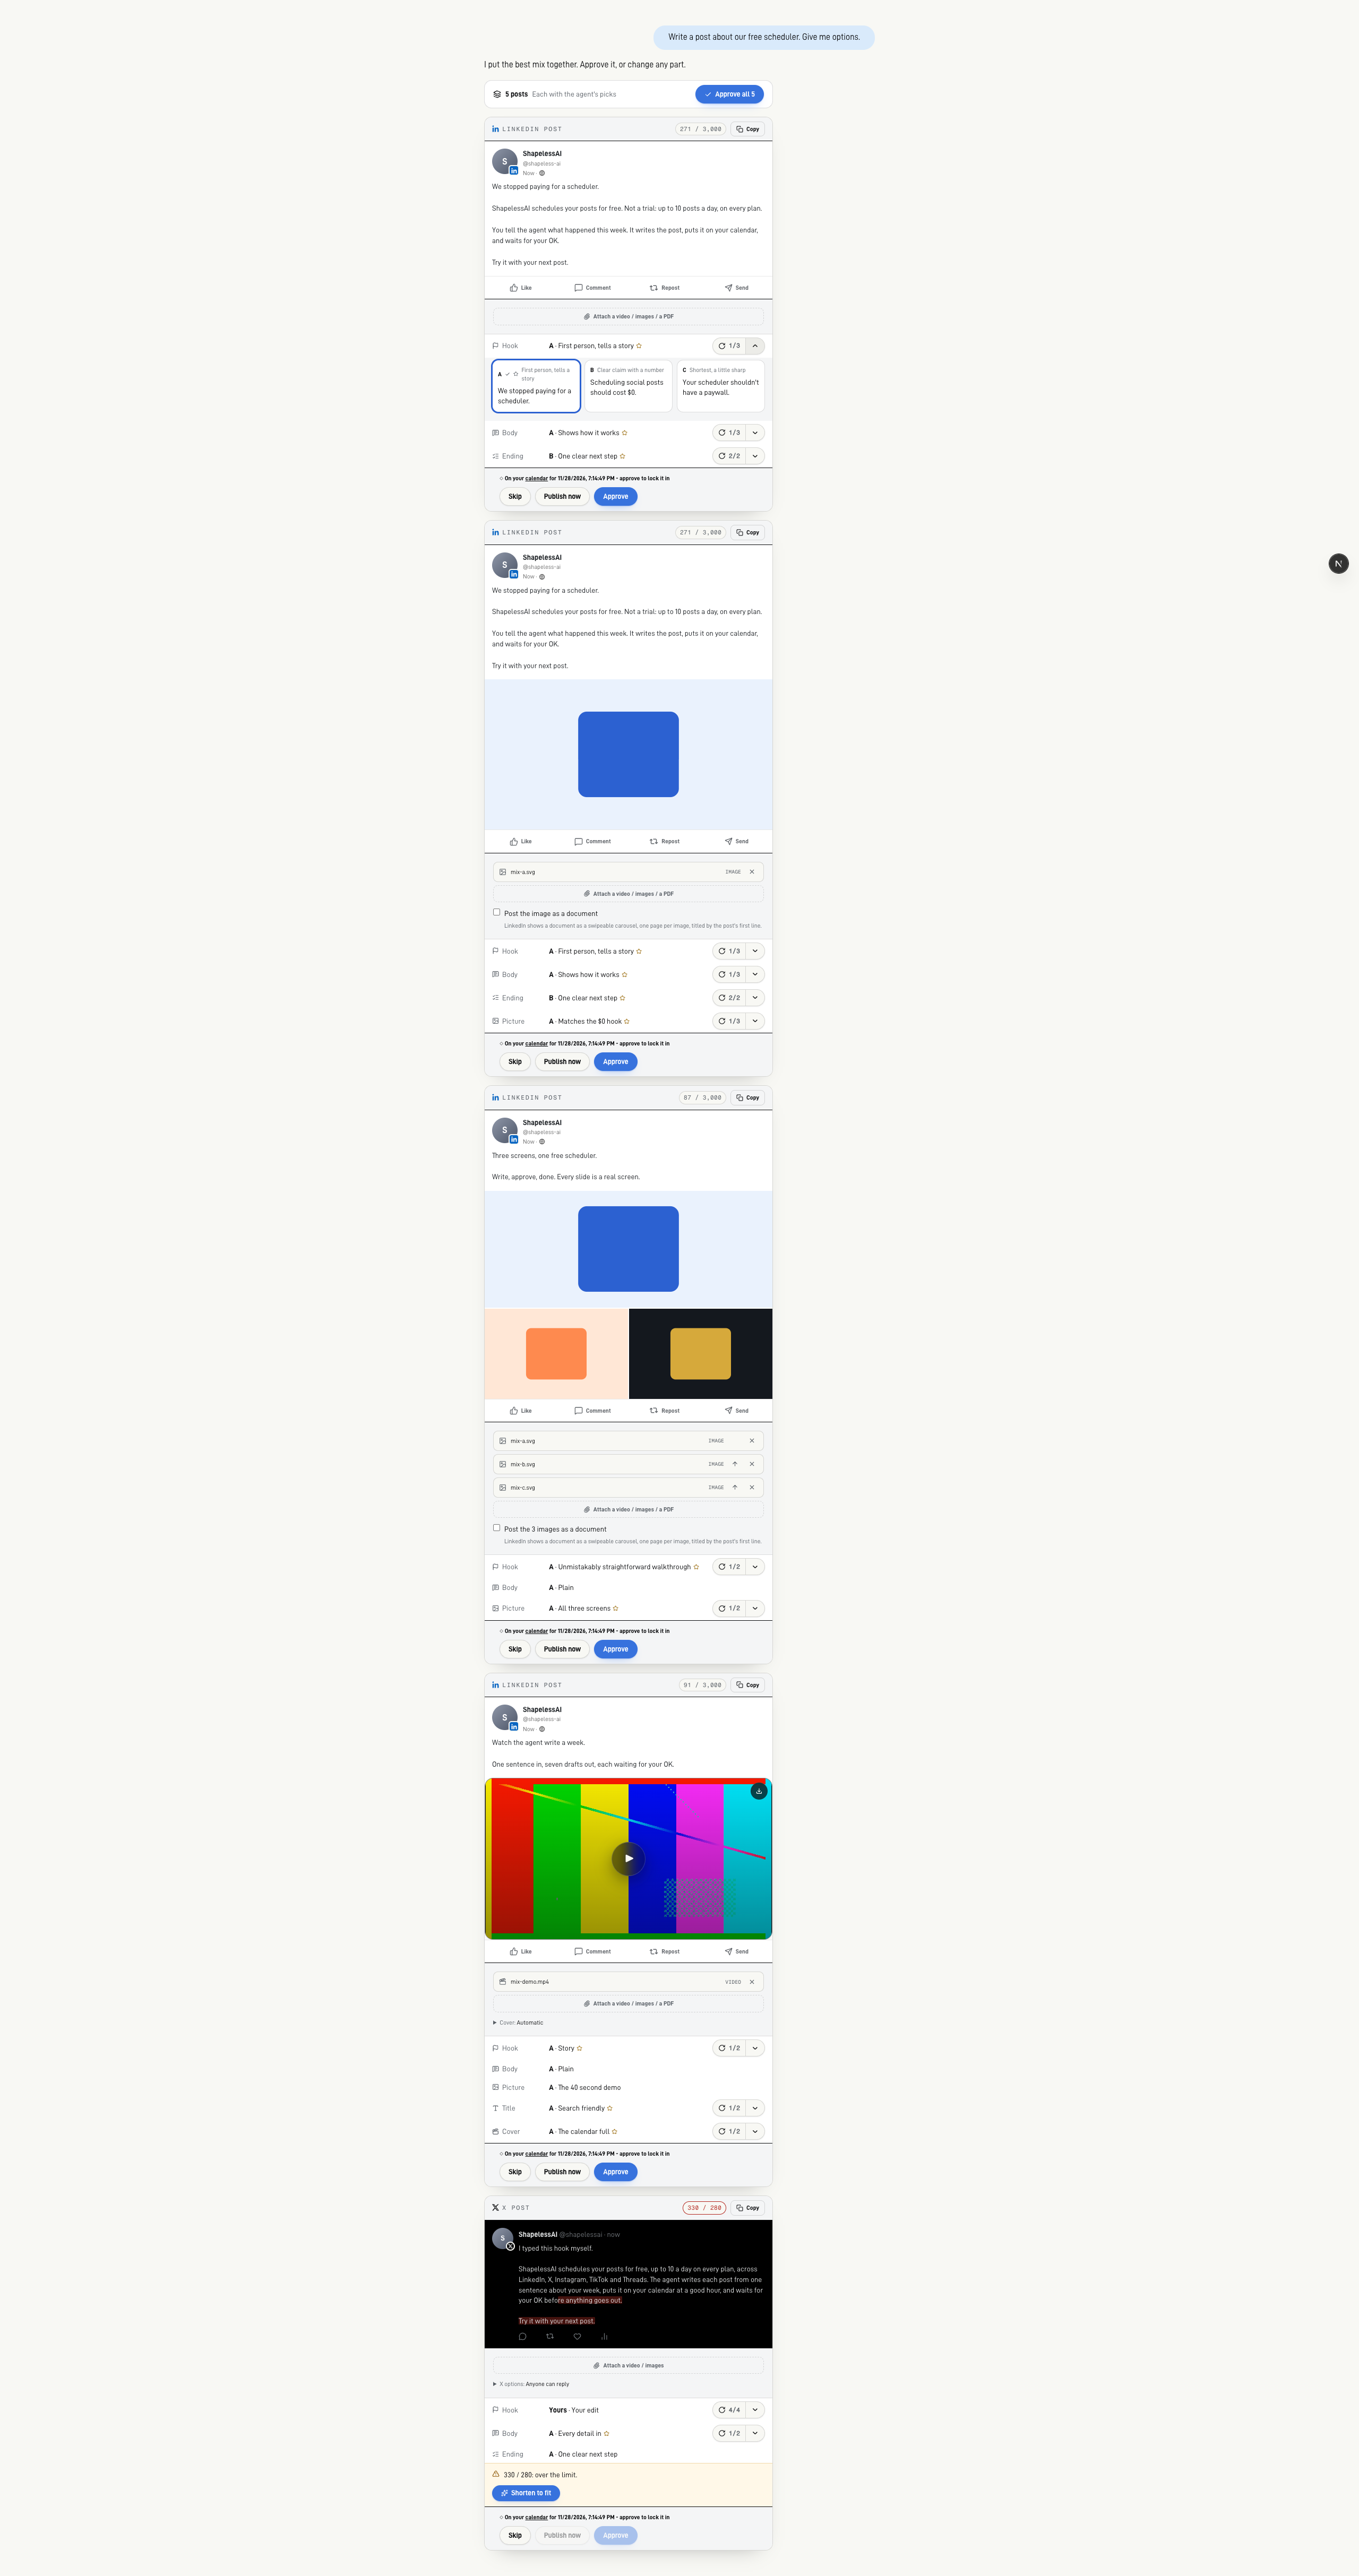 Write a post about our free scheduler. Give me options.
I put the best mix together. Approve it, or change any part.
5 posts Each with the agent's picks Approve all 5
in LINKEDIN POST 271 / 3,000 Copy
S
in
ShapelessAI
@shapeless-ai
Now ·
We stopped paying for a scheduler.
ShapelessAI schedules your posts for free. Not a trial: up to 10 posts a day, on every plan.
You tell the agent what happened this week. It writes the post, puts it on your calendar,
and waits for your OK.
Try it with your next post.
Like Comment Repost Send
Attach a video / images / a PDF
Hook A · First person, tells a story 1/3
A First person, tells a
story
We stopped paying for a
scheduler.
B Clear claim with a number
Scheduling social posts
should cost $0.
C Shortest, a little sharp
Your scheduler shouldn't
have a paywall.
Body A · Shows how it works 1/3
Ending B · One clear next step 2/2
On your calendar for 11/28/2026, 7:14:49 PM - approve to lock it in
Skip Publish now Approve
in LINKEDIN POST 271 / 3,000 Copy
S
in
ShapelessAI
@shapeless-ai
Now ·
We stopped paying for a scheduler.
ShapelessAI schedules your posts for free. Not a trial: up to 10 posts a day, on every plan.
You tell the agent what happened this week. It writes the post, puts it on your calendar,
and waits for your OK.
Try it with your next post.
Like Comment Repost Send
mix-a.svg IMAGE
Attach a video / images / a PDF
Post the image as a document
LinkedIn shows a document as a swipeable carousel, one page per image, titled by the post's first line.
Hook A · First person, tells a story 1/3
Body A · Shows how it works 1/3
Ending B · One clear next step 2/2
Picture A · Matches the $0 hook 1/3
On your calendar for 11/28/2026, 7:14:49 PM - approve to lock it in
Skip Publish now Approve
in LINKEDIN POST 87 / 3,000 Copy
S
in
ShapelessAI
@shapeless-ai
Now ·
Three screens, one free scheduler.
Write, approve, done. Every slide is a real screen.
Like Comment Repost Send
mix-a.svg IMAGE
mix-b.svg IMAGE
mix-c.svg IMAGE
Attach a video / images / a PDF
Post the 3 images as a document
LinkedIn shows a document as a swipeable carousel, one page per image, titled by the post's first line.
Hook A · Unmistakably straightforward walkthrough 1/2
Body A · Plain
Picture A · All three screens 1/2
On your calendar for 11/28/2026, 7:14:49 PM - approve to lock it in
Skip Publish now Approve
in LINKEDIN POST 91 / 3,000 Copy
S
in
ShapelessAI
@shapeless-ai
Now ·
Watch the agent write a week.
One sentence in, seven drafts out, each waiting for your OK.
Like Comment Repost Send
mix-demo.mp4 VIDEO
Attach a video / images / a PDF
Cover: Automatic
Hook A · Story 1/2
Body A · Plain
Picture A · The 40 second demo
Title A · Search friendly 1/2
Cover A · The calendar full 1/2
On your calendar for 11/28/2026, 7:14:49 PM - approve to lock it in
Skip Publish now Approve
X X POST 330 / 280 Copy
S
X
ShapelessAI @shapelessai · now
I typed this hook myself.
ShapelessAI schedules your posts for free, up to 10 a day on every plan, across
LinkedIn, X, Instagram, TikTok and Threads. The agent writes each post from one
sentence about your week, puts it on your calendar at a good hour, and waits for
your OK before anything goes out.
Try it with your next post.
Attach a video / images
X options: Anyone can reply
Hook Yours · Your edit 4/4
Body A · Every detail in 1/2
Ending A · One clear next step
330 / 280: over the limit.
Shorten to fit
On your calendar for 11/28/2026, 7:14:49 PM - approve to lock it in
Skip Publish now Approve
N